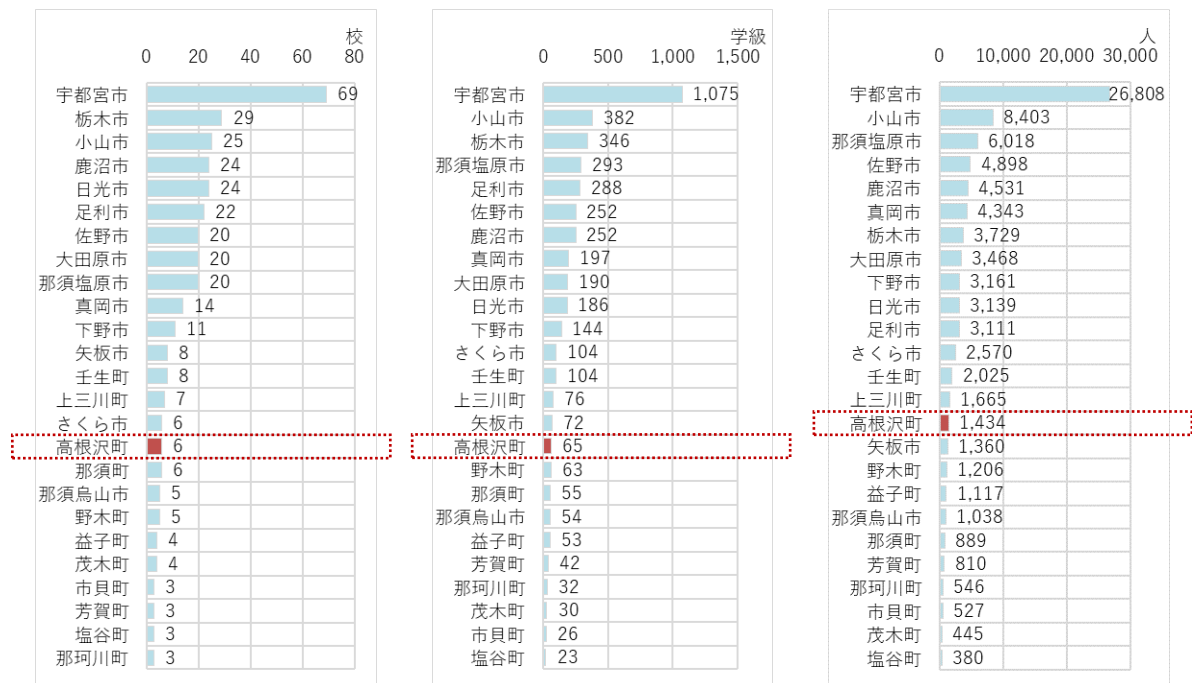 校
0 20 40 60 80
宇都宮市 69
栃木市 29
小山市 25
鹿沼市 24
日光市 24
足利市 22
佐野市 20
大田原市 20
那須塩原市 20
真岡市 14
下野市 11
矢板市 8
壬生町 8
上三川町 7
さくら市 6
高根沢町 6
那須町 6
那須烏山市 5
野木町 5
益子町 4
茂木町 4
市貝町 3
芳賀町 3
塩谷町 3
那珂川町 3
学級
0 500 1,000 1,500
宇都宮市 1,075
小山市 382
栃木市 346
那須塩原市 293
足利市 288
佐野市 252
鹿沼市 252
真岡市 197
大田原市 190
日光市 186
下野市 144
さくら市 104
壬生町 104
上三川町 76
矢板市 72
高根沢町 65
野木町 63
那須町 55
那須烏山市 54
益子町 53
芳賀町 42
那珂川町 32
茂木町 30
市貝町 26
塩谷町 23
人
0 10,000 20,000 30,000
宇都宮市 26,808
小山市 8,403
那須塩原市 6,018
佐野市 4,898
鹿沼市 4,531
真岡市 4,343
栃木市 3,729
大田原市 3,468
下野市 3,161
日光市 3,139
足利市 3,111
さくら市 2,570
壬生町 2,025
上三川町 1,665
高根沢町 1,434
矢板市 1,360
野木町 1,206
益子町 1,117
那須烏山市 1,038
那須町 889
芳賀町 810
那珂川町 546
市貝町 527
茂木町 445
塩谷町 380